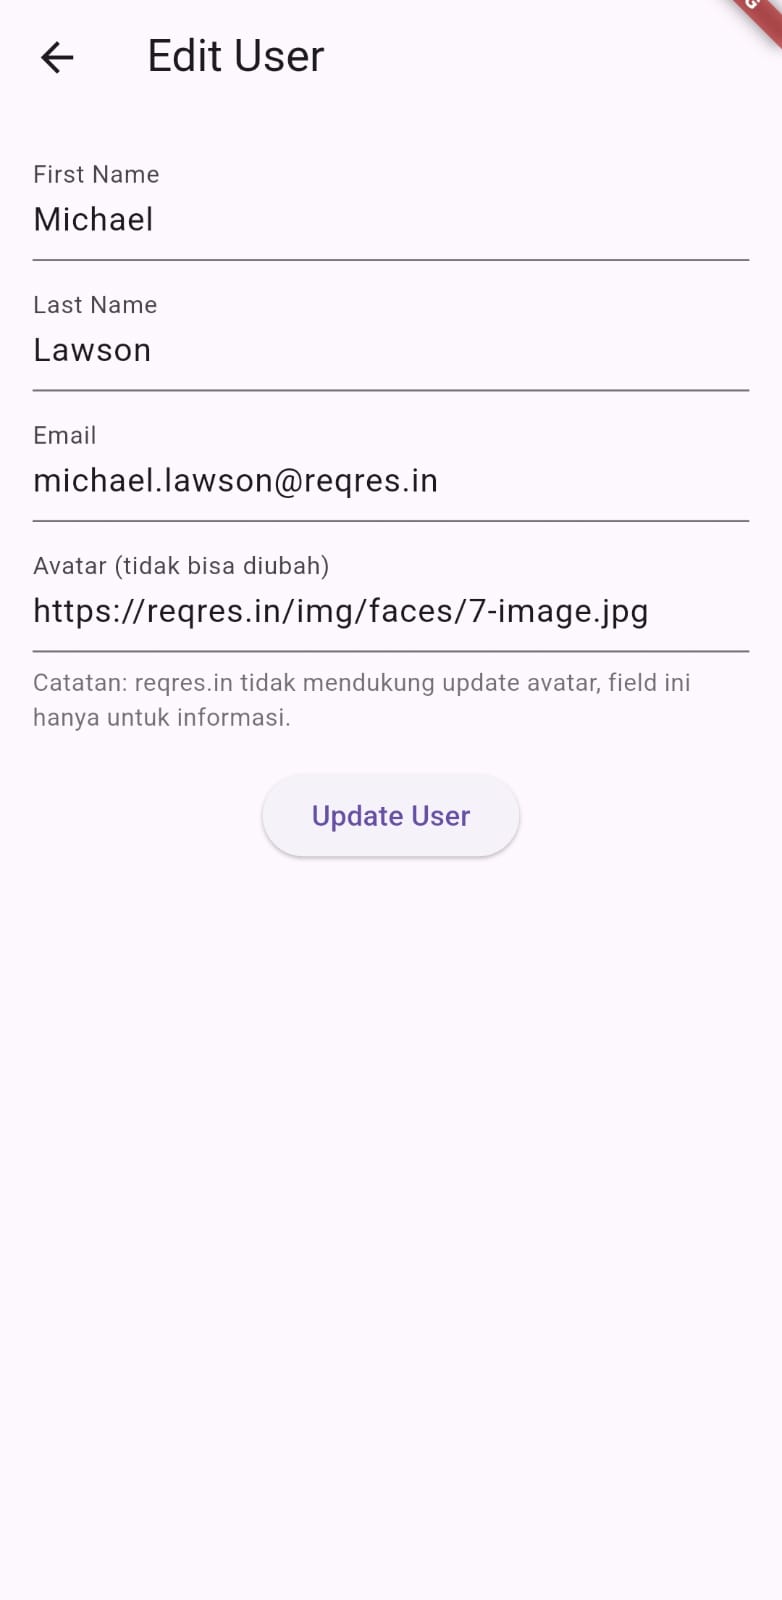 Edit User
First Name
Michael
Last Name
Lawson
Email
michael.lawson@reqres.in
Avatar (tidak bisa diubah)
https://reqres.in/img/faces/7-image.jpg
Catatan: reqres.in tidak mendukung update avatar, field ini
hanya untuk informasi.
Update User